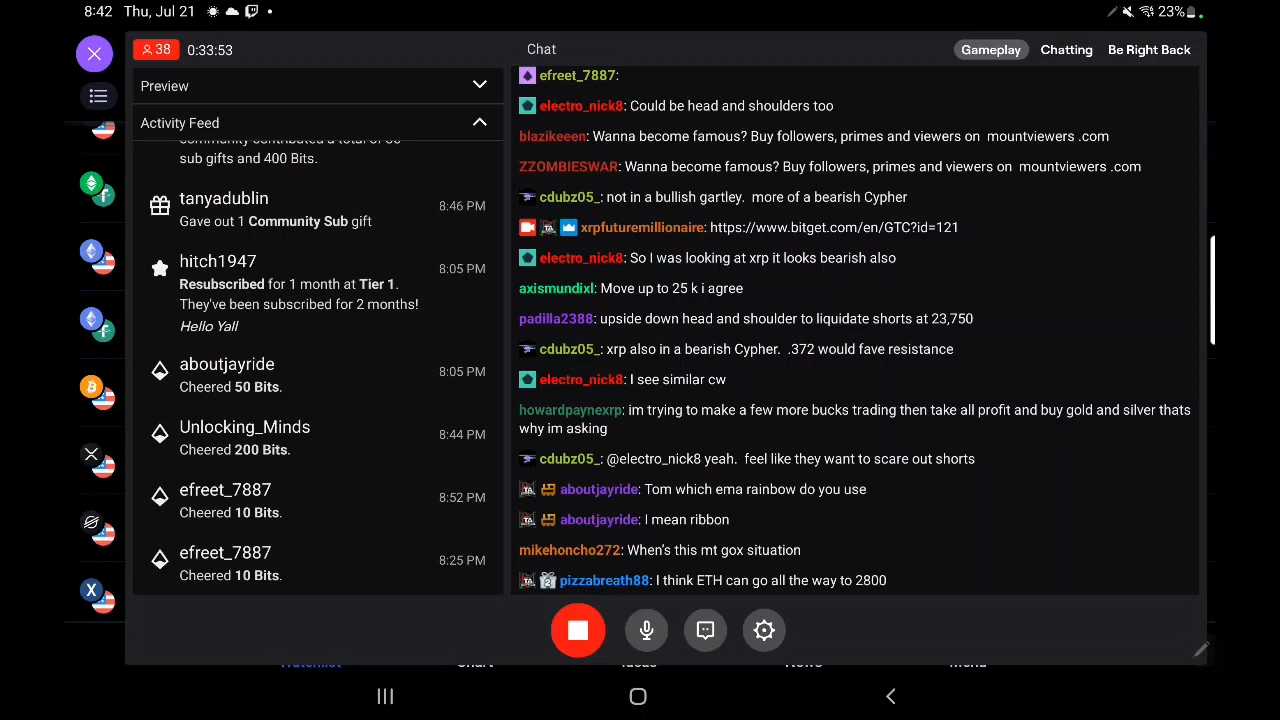 8:42 Thu, Jul 21
23%
38 0:33:53
Chat
Gameplay Chatting Be Right Back
Preview
Activity Feed
sub gifts and 400 Bits.
tanyadublin
Gave out 1 Community Sub gift
8:46 PM
hitch1947
Resubscribed for 1 month at Tier 1.
They've been subscribed for 2 months!
Hello Yall
8:05 PM
aboutjayride
Cheered 50 Bits.
8:05 PM
Unlocking_Minds
Cheered 200 Bits.
8:44 PM
efreet_7887
Cheered 10 Bits.
8:52 PM
efreet_7887
Cheered 10 Bits.
8:25 PM
efreet_7887:
electro_nick8: Could be head and shoulders too
blazikeeen: Wanna become famous? Buy followers, primes and viewers on mountviewers .com
ZZOMBIESWAR: Wanna become famous? Buy followers, primes and viewers on mountviewers .com
cdubz05_: not in a bullish gartley. more of a bearish Cypher
xrpfuturemillionaire: https://www.bitget.com/en/GTC?id=121
electro_nick8: So I was looking at xrp it looks bearish also
axismundixl: Move up to 25 k i agree
padilla2388: upside down head and shoulder to liquidate shorts at 23,750
cdubz05_: xrp also in a bearish Cypher. .372 would fave resistance
electro_nick8: I see similar cw
howardpaynexrp: im trying to make a few more bucks trading then take all profit and buy gold and silver thats
why im asking
cdubz05_: @electro_nick8 yeah. feel like they want to scare out shorts
aboutjayride: Tom which ema rainbow do you use
aboutjayride: I mean ribbon
mikehoncho272: When's this mt gox situation
pizzabreath88: I think ETH can go all the way to 2800